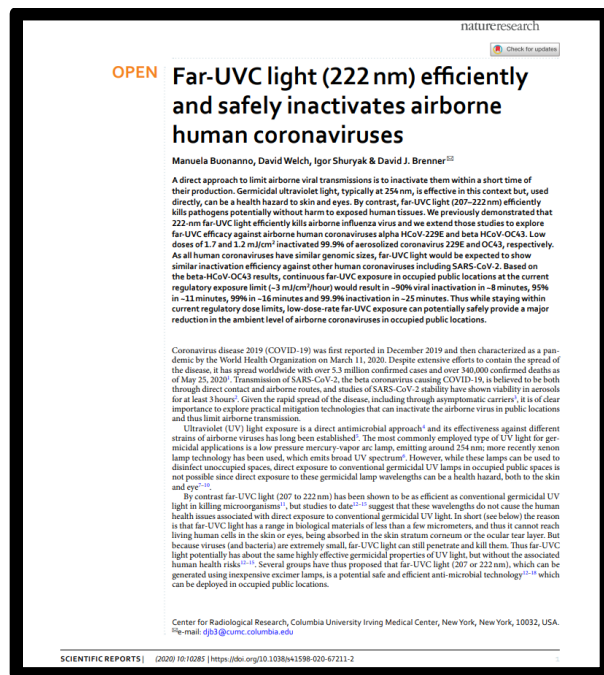 natureresearch
Check for updates
OPEN
Far-UVC light (222 nm) efficiently
and safely inactivates airborne
human coronaviruses
Manuela Buonanno, David Welch, Igor Shuryak & David J. Brenner
A direct approach to limit airborne viral transmissions is to inactivate them within a short time of
their production. Germicidal ultraviolet light, typically at 254 nm, is effective in this context but, used
directly, can be a health hazard to skin and eyes. By contrast, far-UVC light (207–222 nm) efficiently
kills pathogens potentially without harm to exposed human tissues. We previously demonstrated that
222-nm far-UVC light efficiently kills airborne influenza virus and we extend those studies to explore
far-UVC efficacy against airborne human coronaviruses alpha HCoV-229E and beta HCoV-OC43. Low
doses of 1.7 and 1.2 mJ/cm² inactivated 99.9% of aerosolized coronavirus 229E and OC43, respectively.
As all human coronaviruses have similar genomic sizes, far-UVC light would be expected to show
similar inactivation efficiency against other human coronaviruses including SARS-CoV-2. Based on
the beta-HCoV-OC43 results, continuous far-UVC exposure in occupied public locations at the current
regulatory exposure limit (~3 mJ/cm²/hour) would result in ~90% viral inactivation in ~8 minutes, 95%
in ~11 minutes, 99% in ~16 minutes and 99.9% inactivation in ~25 minutes. Thus while staying within
current regulatory dose limits, low-dose-rate far-UVC exposure can potentially safely provide a major
reduction in the ambient level of airborne coronaviruses in occupied public locations.
Coronavirus disease 2019 (COVID-19) was first reported in December 2019 and then characterized as a pan-
demic by the World Health Organization on March 11, 2020. Despite extensive efforts to contain the spread of
the disease, it has spread worldwide with over 5.3 million confirmed cases and over 340,000 confirmed deaths as
of May 25, 2020¹. Transmission of SARS-CoV-2, the beta coronavirus causing COVID-19, is believed to be both
through direct contact and airborne routes, and studies of SARS-CoV-2 stability have shown viability in aerosols
for at least 3 hours². Given the rapid spread of the disease, including through asymptomatic carriers³, it is of clear
importance to explore practical mitigation technologies that can inactivate the airborne virus in public locations
and thus limit airborne transmission.
Ultraviolet (UV) light exposure is a direct antimicrobial approach⁴ and its effectiveness against different
strains of airborne viruses has long been established⁵. The most commonly employed type of UV light for ger-
micidal applications is a low pressure mercury-vapor arc lamp, emitting around 254 nm; more recently xenon
lamp technology has been used, which emits broad UV spectrum⁶. However, while these lamps can be used to
disinfect unoccupied spaces, direct exposure to conventional germicidal UV lamps in occupied public spaces is
not possible since direct exposure to these germicidal lamp wavelengths can be a health hazard, both to the skin
and eye⁷⁻¹⁰.
By contrast far-UVC light (207 to 222 nm) has been shown to be as efficient as conventional germicidal UV
light in killing microorganisms¹¹, but studies to date¹²⁻¹⁵ suggest that these wavelengths do not cause the human
health issues associated with direct exposure to conventional germicidal UV light. In short (see below) the reason
is that far-UVC light has a range in biological materials of less than a few micrometers, and thus it cannot reach
living human cells in the skin or eyes, being absorbed in the skin stratum corneum or the ocular tear layer. But
because viruses (and bacteria) are extremely small, far-UVC light can still penetrate and kill them. Thus far-UVC
light potentially has about the same highly effective germicidal properties of UV light, but without the associated
human health risks¹²⁻¹⁵. Several groups have thus proposed that far-UVC light (207 or 222 nm), which can be
generated using inexpensive excimer lamps, is a potential safe and efficient anti-microbial technology¹²⁻¹⁸ which
can be deployed in occupied public locations.
Center for Radiological Research, Columbia University Irving Medical Center, New York, New York, 10032, USA.
e-mail: djb3@cumc.columbia.edu
SCIENTIFIC REPORTS | (2020) 10:10285 | https://doi.org/10.1038/s41598-020-67211-2
1